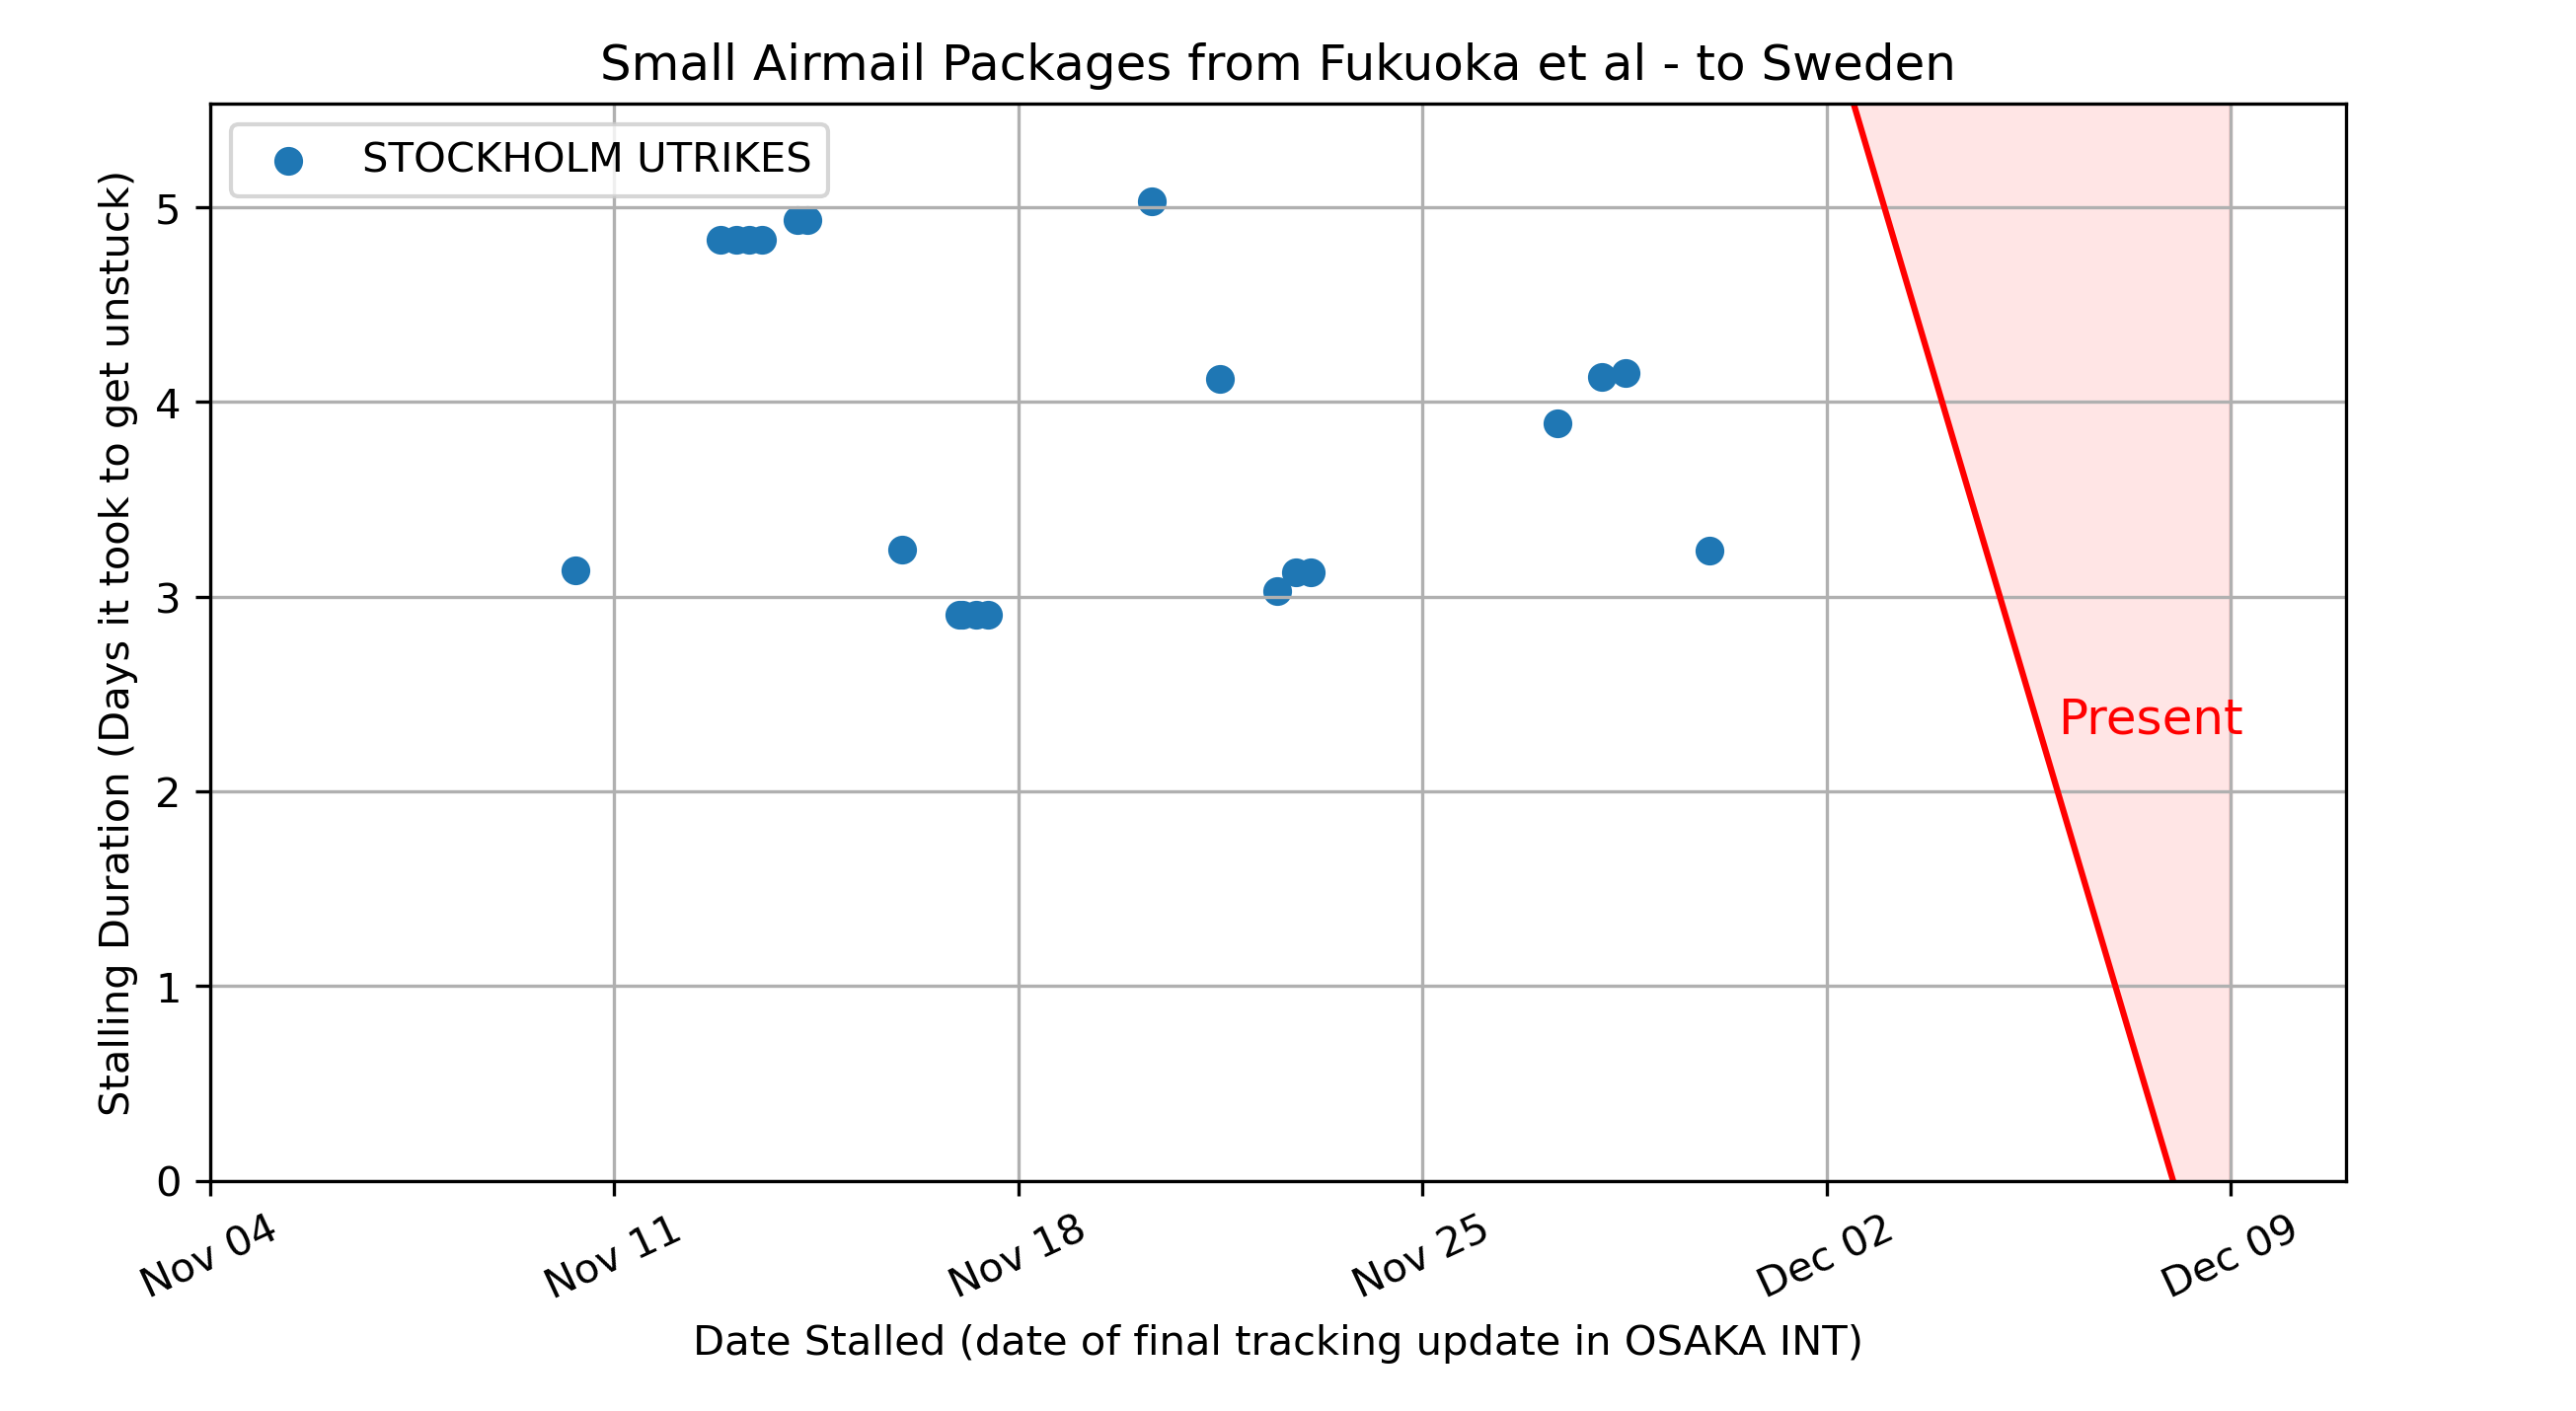 Small Airmail Packages from Fukuoka et al - to Sweden
STOCKHOLM UTRIKES
Stalling Duration (Days it took to get unstuck)
5
4
3
2
1
0
Present
Nov 04
Nov 11
Nov 18
Nov 25
Dec 02
Dec 09
Date Stalled (date of final tracking update in OSAKA INT)